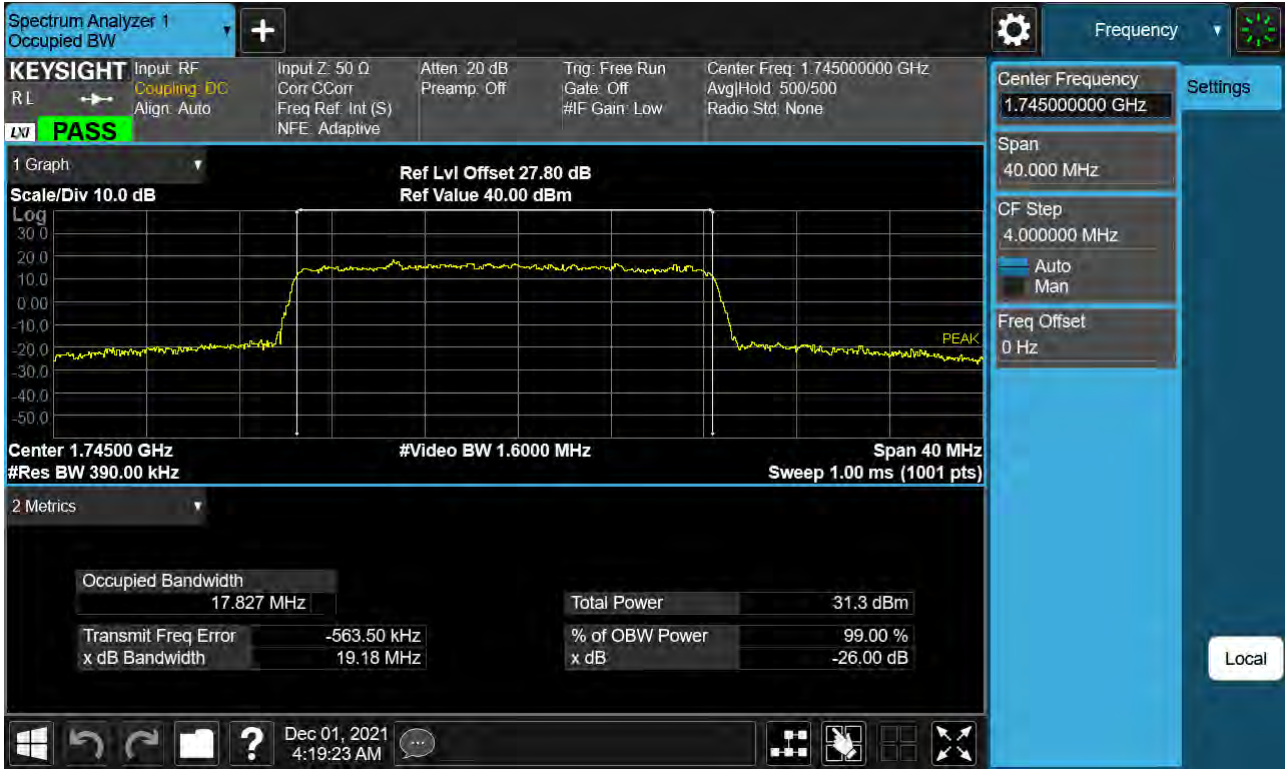 Spectrum Analyzer 1
Occupied BW
Frequency
KEYSIGHT
RL
LXI
PASS
Input: RF
Coupling: DC
Align: Auto
Input Z: 50 Ω
Corr CCorr
Freq Ref: Int (S)
NFE: Adaptive
Atten: 20 dB
Preamp: Off
Trig: Free Run
Gate: Off
#IF Gain: Low
Center Freq: 1.745000000 GHz
Avg|Hold: 500/500
Radio Std: None
1 Graph
Scale/Div 10.0 dB
Ref Lvl Offset 27.80 dB
Ref Value 40.00 dBm
Log
30.0
20.0
10.0
0.00
-10.0
-20.0
-30.0
-40.0
-50.0
PEAK
Center 1.74500 GHz
#Video BW 1.6000 MHz
Span 40 MHz
#Res BW 390.00 kHz
Sweep 1.00 ms (1001 pts)
2 Metrics
Occupied Bandwidth
17.827 MHz
Total Power 31.3 dBm
Transmit Freq Error -563.50 kHz
% of OBW Power 99.00 %
x dB Bandwidth 19.18 MHz
x dB -26.00 dB
Center Frequency
1.745000000 GHz
Settings
Span
40.000 MHz
CF Step
4.000000 MHz
Auto
Man
Freq Offset
0 Hz
Local
?
Dec 01, 2021
4:19:23 AM